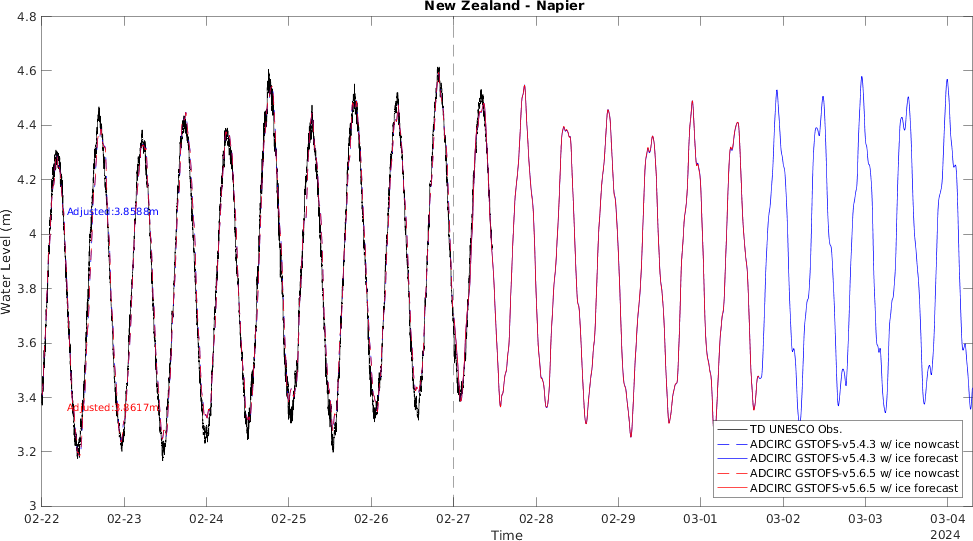 New Zealand - Napier
4.8
4.6
4.4
4.2
4
3.8
3.6
3.4
3.2
3
Water Level (m)
Adjusted:3.8588m
Adjusted:3.8617m
TD UNESCO Obs.
ADCIRC GSTOFS-v5.4.3 w/ ice nowcast
ADCIRC GSTOFS-v5.4.3 w/ ice forecast
ADCIRC GSTOFS-v5.6.5 w/ ice nowcast
ADCIRC GSTOFS-v5.6.5 w/ ice forecast
02-22 02-23 02-24 02-25 02-26 02-27 02-28 02-29 03-01 03-02 03-03 03-04
2024
Time